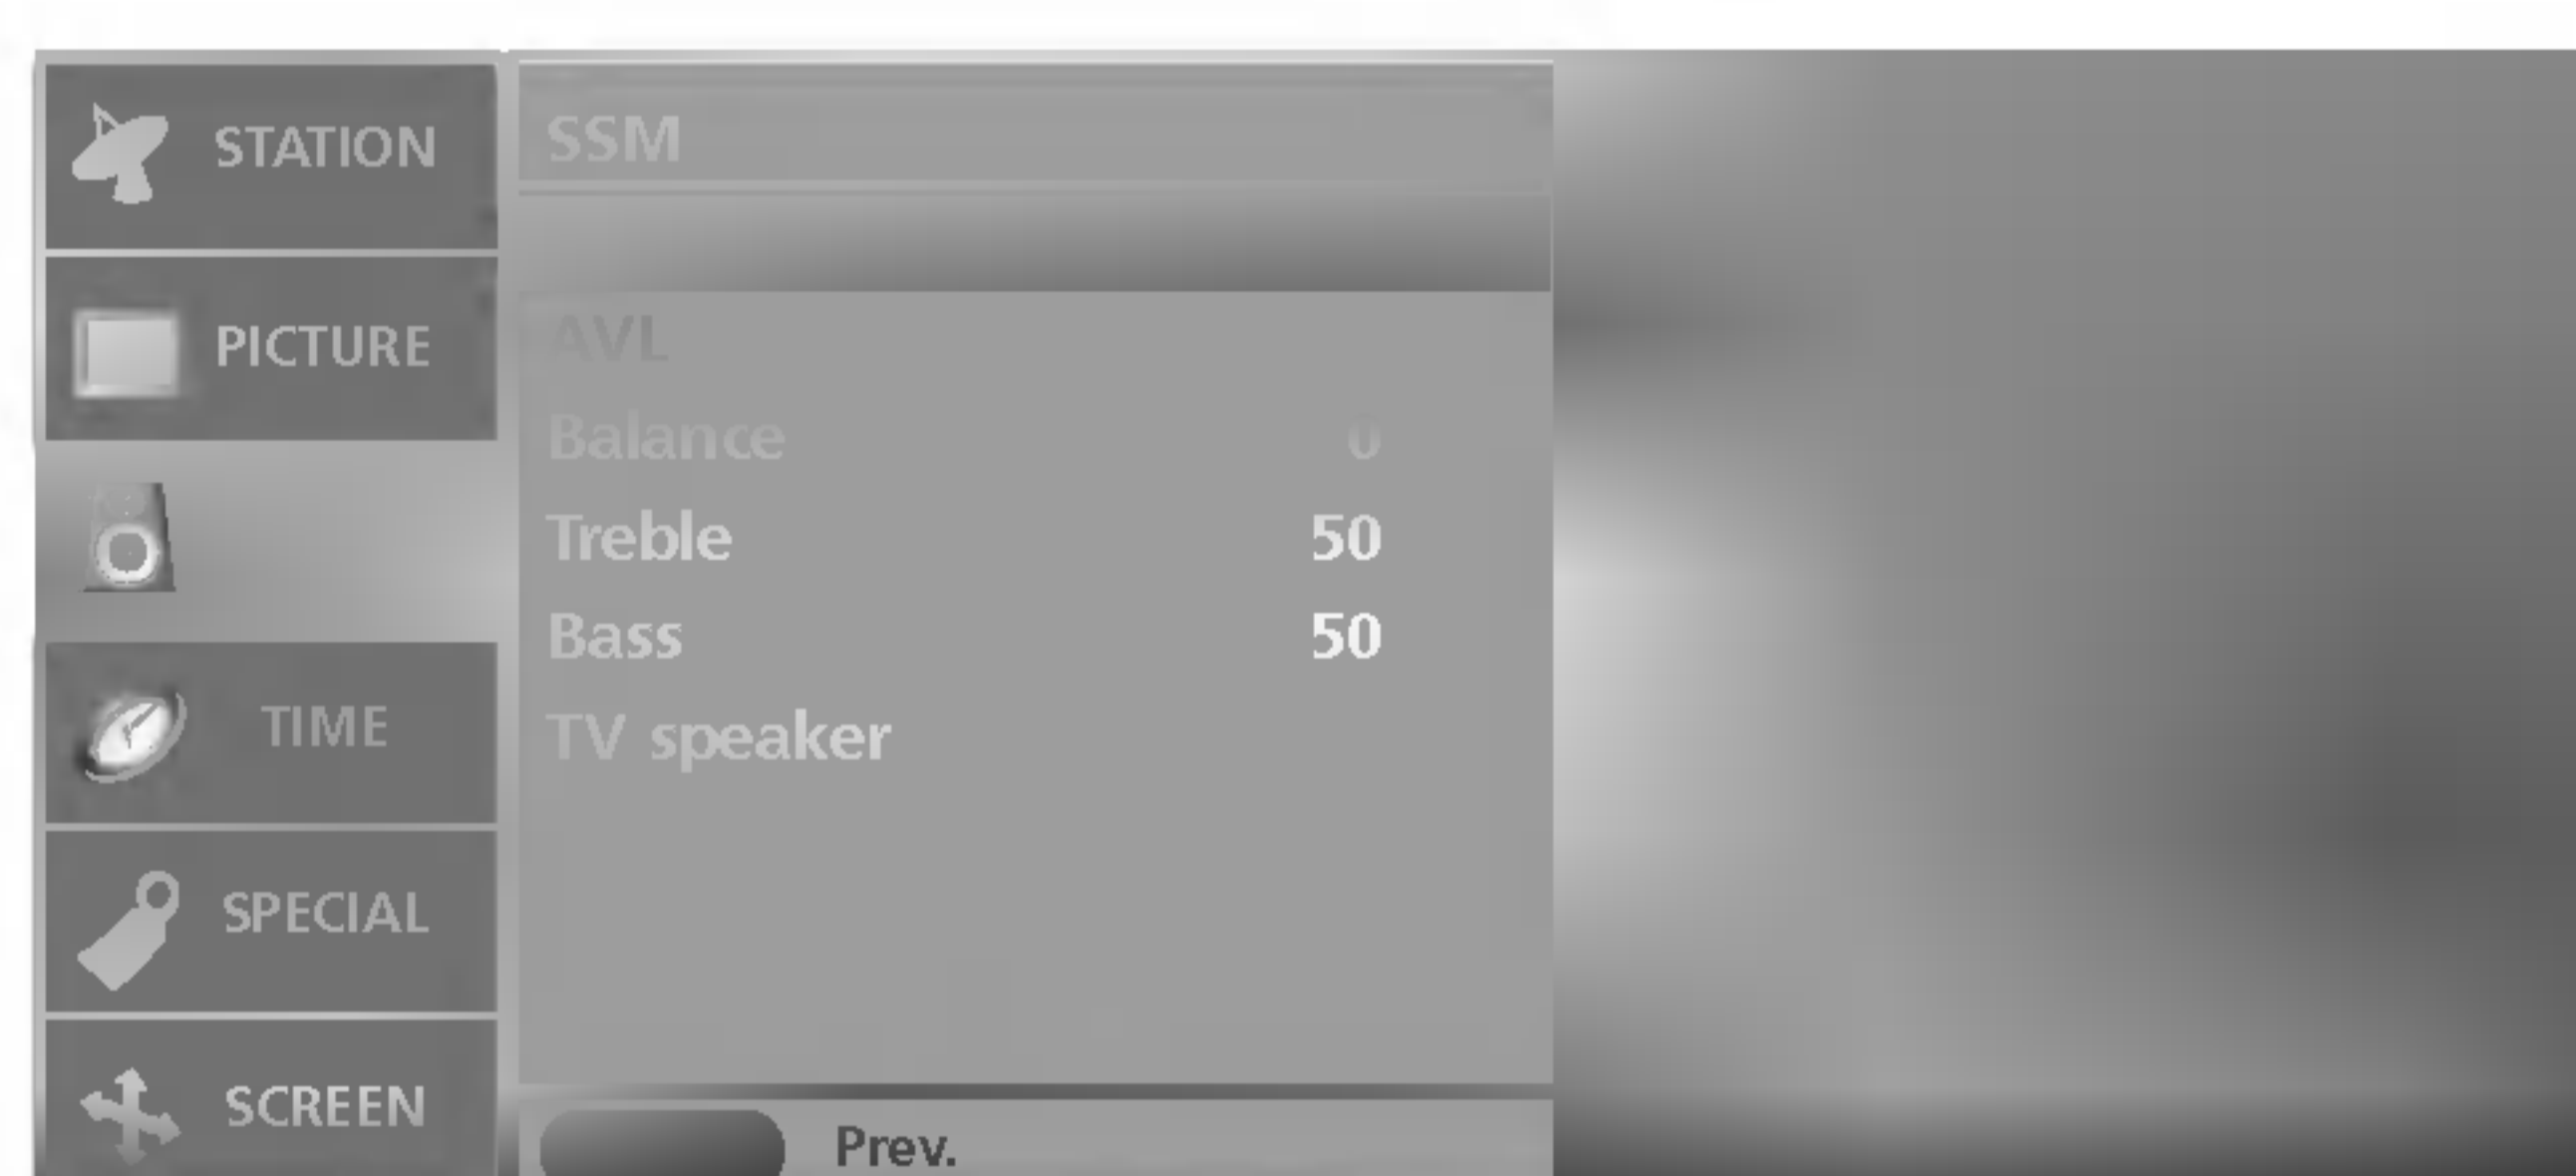 STATION
PICTURE
TIME
SPECIAL
SCREEN
SSM
AVL
Balance 0
Treble 50
Bass 50
TV speaker
Prev.